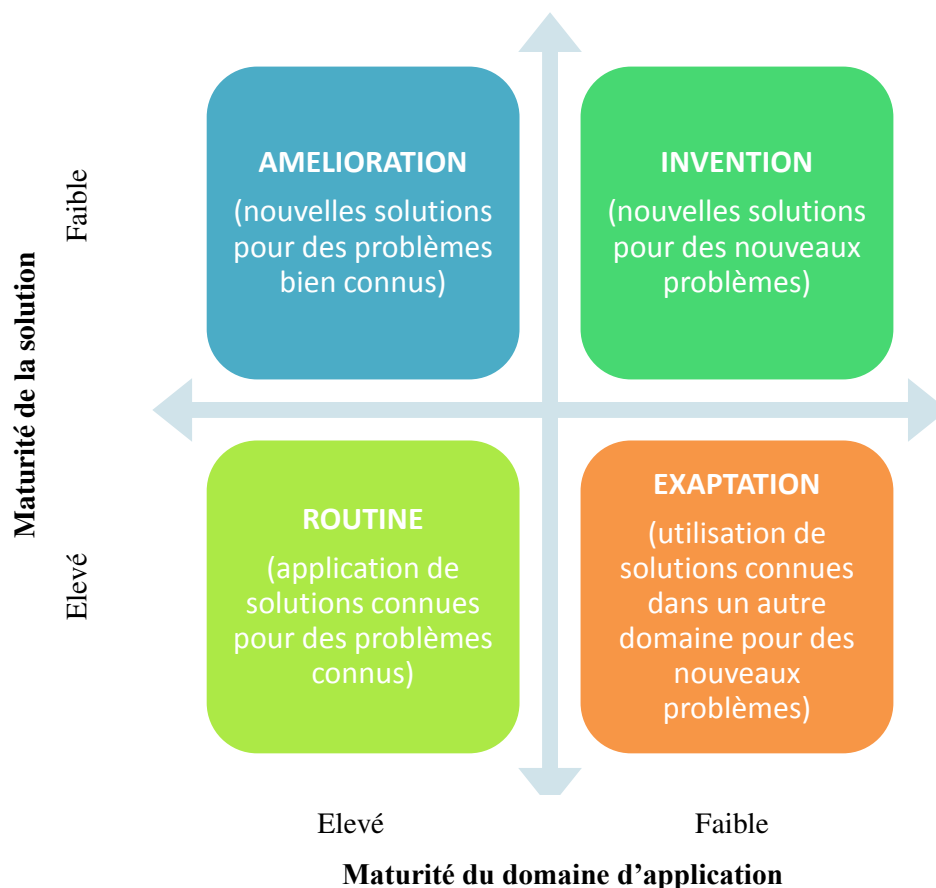 AMELIORATION
(nouvelles solutions
pour des problèmes
bien connus)
INVENTION
(nouvelles solutions
pour des nouveaux
problèmes)
ROUTINE
(application de
solutions connues
pour des problèmes
connus)
EXAPTATION
(utilisation de
solutions connues
dans un autre
domaine pour des
nouveaux
problèmes)
Maturité de la solution
Faible
Elevé
Elevé
Faible
Maturité du domaine d’application